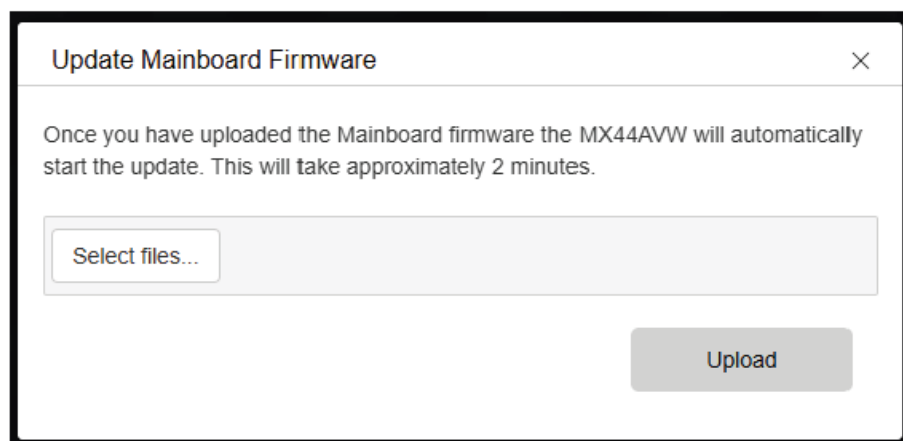 Update Mainboard Firmware
Once you have uploaded the Mainboard firmware the MX44AVW will automatically
start the update. This will take approximately 2 minutes.
Select files...
Upload